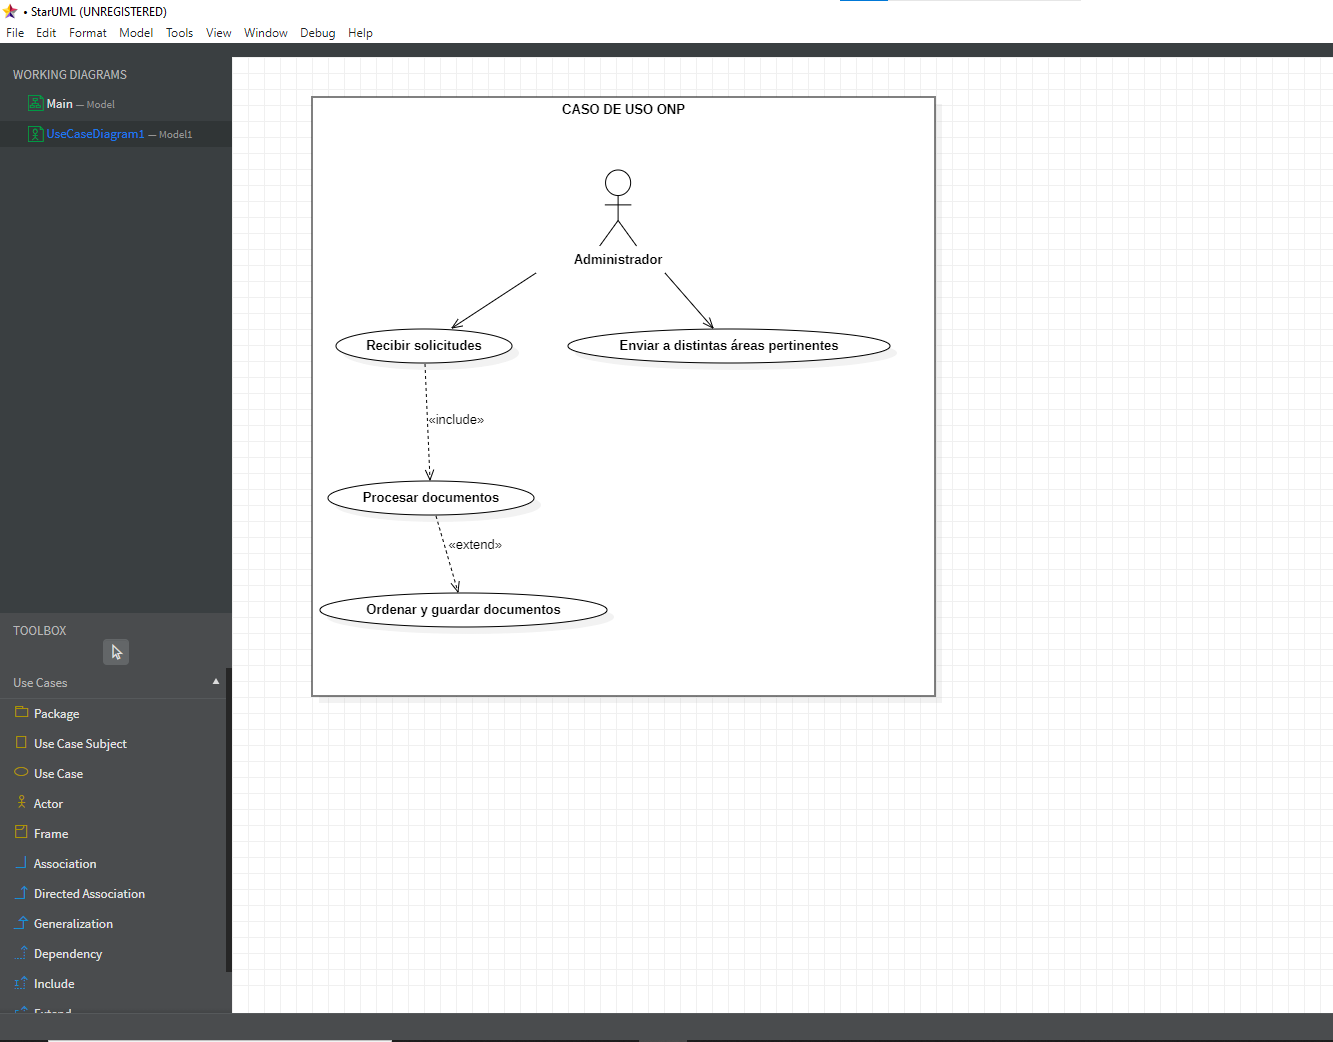 • StarUML (UNREGISTERED)
File Edit Format Model Tools View Window Debug Help
WORKING DIAGRAMS
Main — Model
UseCaseDiagram1 — Model1
CASO DE USO ONP
Administrador
Recibir solicitudes
Enviar a distintas áreas pertinentes
«include»
Procesar documentos
«extend»
Ordenar y guardar documentos
TOOLBOX
Use Cases
Package
Use Case Subject
Use Case
Actor
Frame
Association
Directed Association
Generalization
Dependency
Include
Extend